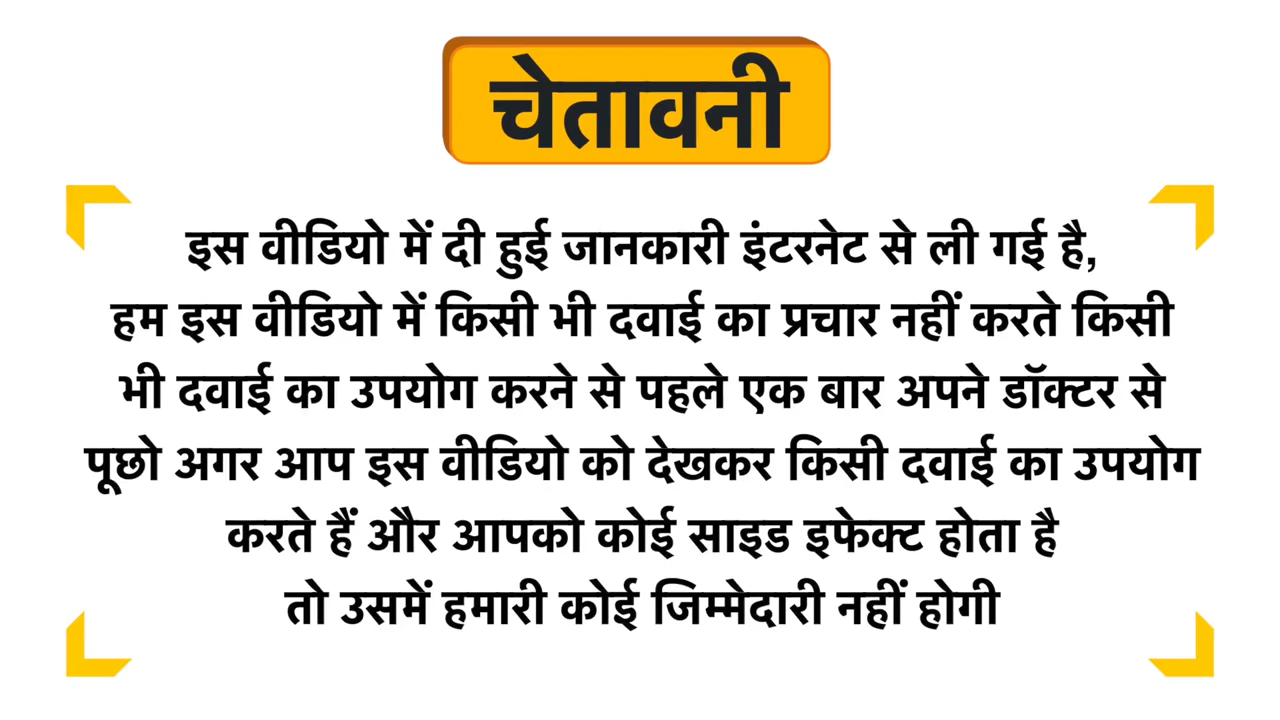 चेतावनी
इस वीडियो में दी हुई जानकारी इंटरनेट से ली गई है,
हम इस वीडियो में किसी भी दवाई का प्रचार नहीं करते किसी
भी दवाई का उपयोग करने से पहले एक बार अपने डॉक्टर से
पूछो अगर आप इस वीडियो को देखकर किसी दवाई का उपयोग
करते हैं और आपको कोई साइड इफेक्ट होता है
तो उसमें हमारी कोई जिम्मेदारी नहीं होगी